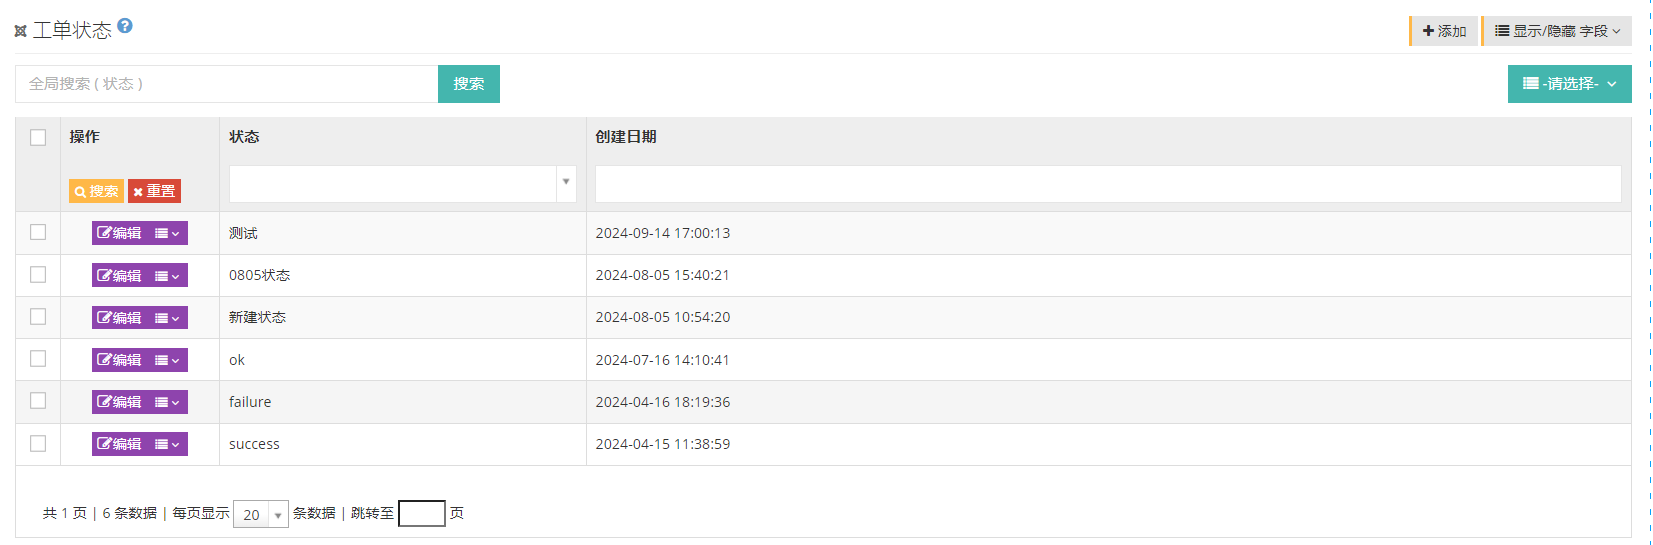 工单状态 ?
添加 显示/隐藏 字段
全局搜索 ( 状态 ) 搜索 -请选择-
操作 状态 创建日期
搜索 重置
编辑 测试 2024-09-14 17:00:13
编辑 0805状态 2024-08-05 15:40:21
编辑 新建状态 2024-08-05 10:54:20
编辑 ok 2024-07-16 14:10:41
编辑 failure 2024-04-16 18:19:36
编辑 success 2024-04-15 11:38:59
共 1 页 | 6 条数据 | 每页显示 20 条数据 | 跳转至 页